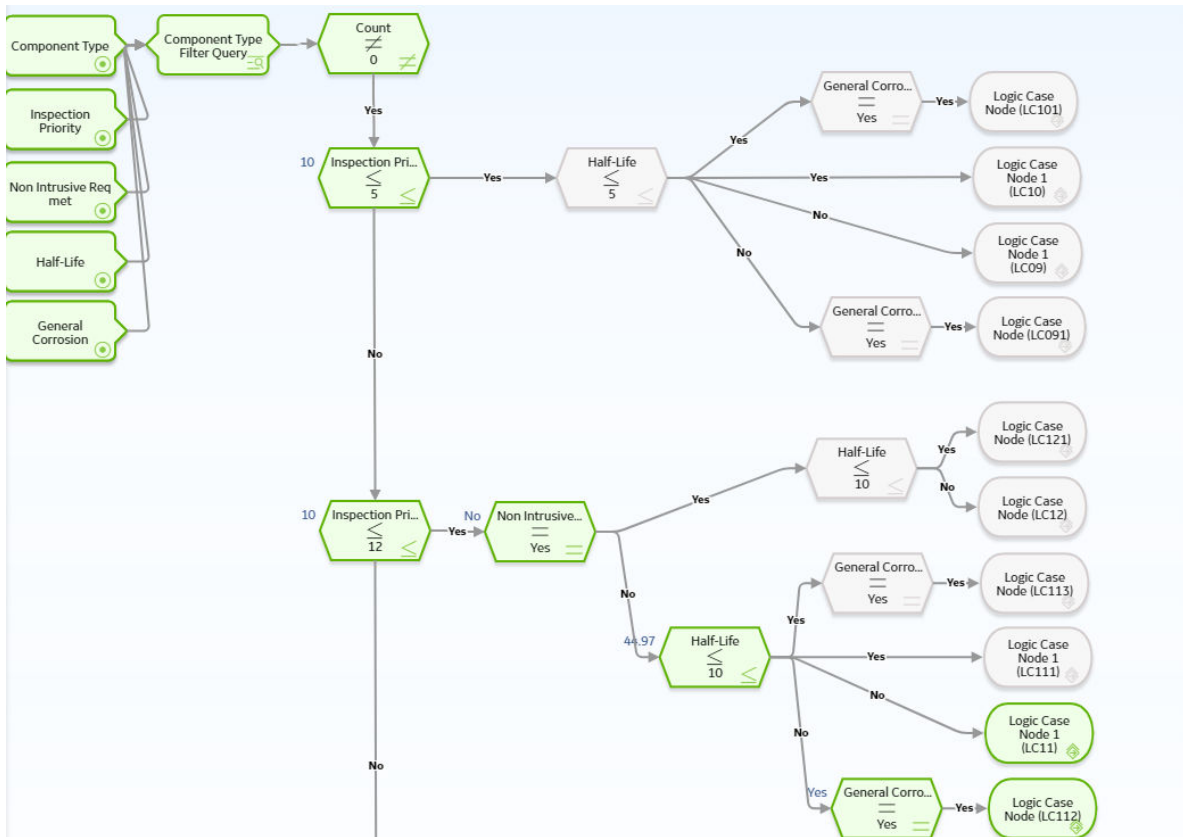 Component Type
Inspection
Priority
Non Intrusive Req
met
Half-Life
General
Corrosion
Component Type
Filter Query
Count
≠
0
Yes
10
Inspection Pri...
≤
5
Yes
Half-Life
≤
5
Yes
General Corro...
=
Yes
Yes
Logic Case
Node (LC101)
Yes
Logic Case
Node 1
(LC10)
No
Logic Case
Node 1
(LC09)
No
General Corro...
=
Yes
Yes
Logic Case
Node (LC091)
No
10
Inspection Pri...
≤
12
Yes
No
Non Intrusive...
=
Yes
Yes
Half-Life
≤
10
Yes
Logic Case
Node (LC121)
No
Logic Case
Node (LC12)
No
44.97
Half-Life
≤
10
Yes
General Corro...
=
Yes
Yes
Logic Case
Node (LC113)
Yes
Logic Case
Node 1
(LC111)
No
Logic Case
Node 1
(LC11)
No
Yes
General Corro...
=
Yes
Yes
Logic Case
Node (LC112)
No